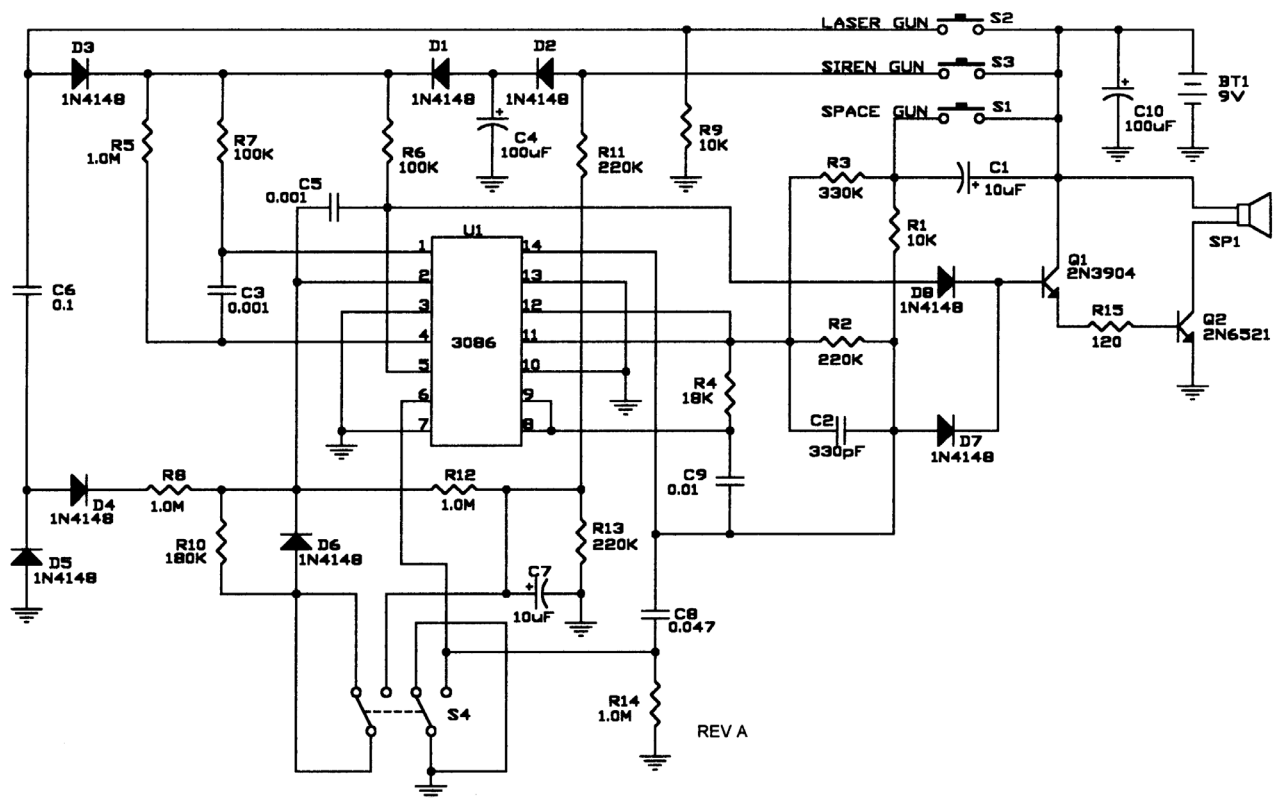 LASER GUN
S2
D3
1N4148
D1
1N4148
D2
1N4148
SIREN GUN
S3
SPACE GUN
S1
BT1
9V
C10
100uF
+
R5
1.0M
R7
100K
R6
100K
+
C4
100uF
R11
220K
R9
10K
R3
330K
C1
+
10uF
C5
0.001
R1
10K
SP1
U1
3086
1
2
3
4
5
6
7
14
13
12
11
10
9
8
C6
0.1
C3
0.001
D8
1N4148
Q1
2N3904
R15
120
Q2
2N6521
R2
220K
R4
18K
C2
330pF
D7
1N4148
C9
0.01
D4
1N4148
R8
1.0M
R12
1.0M
R13
220K
D5
1N4148
R10
180K
D6
1N4148
C7
+
10uF
C8
0.047
S4
R14
1.0M
REV A